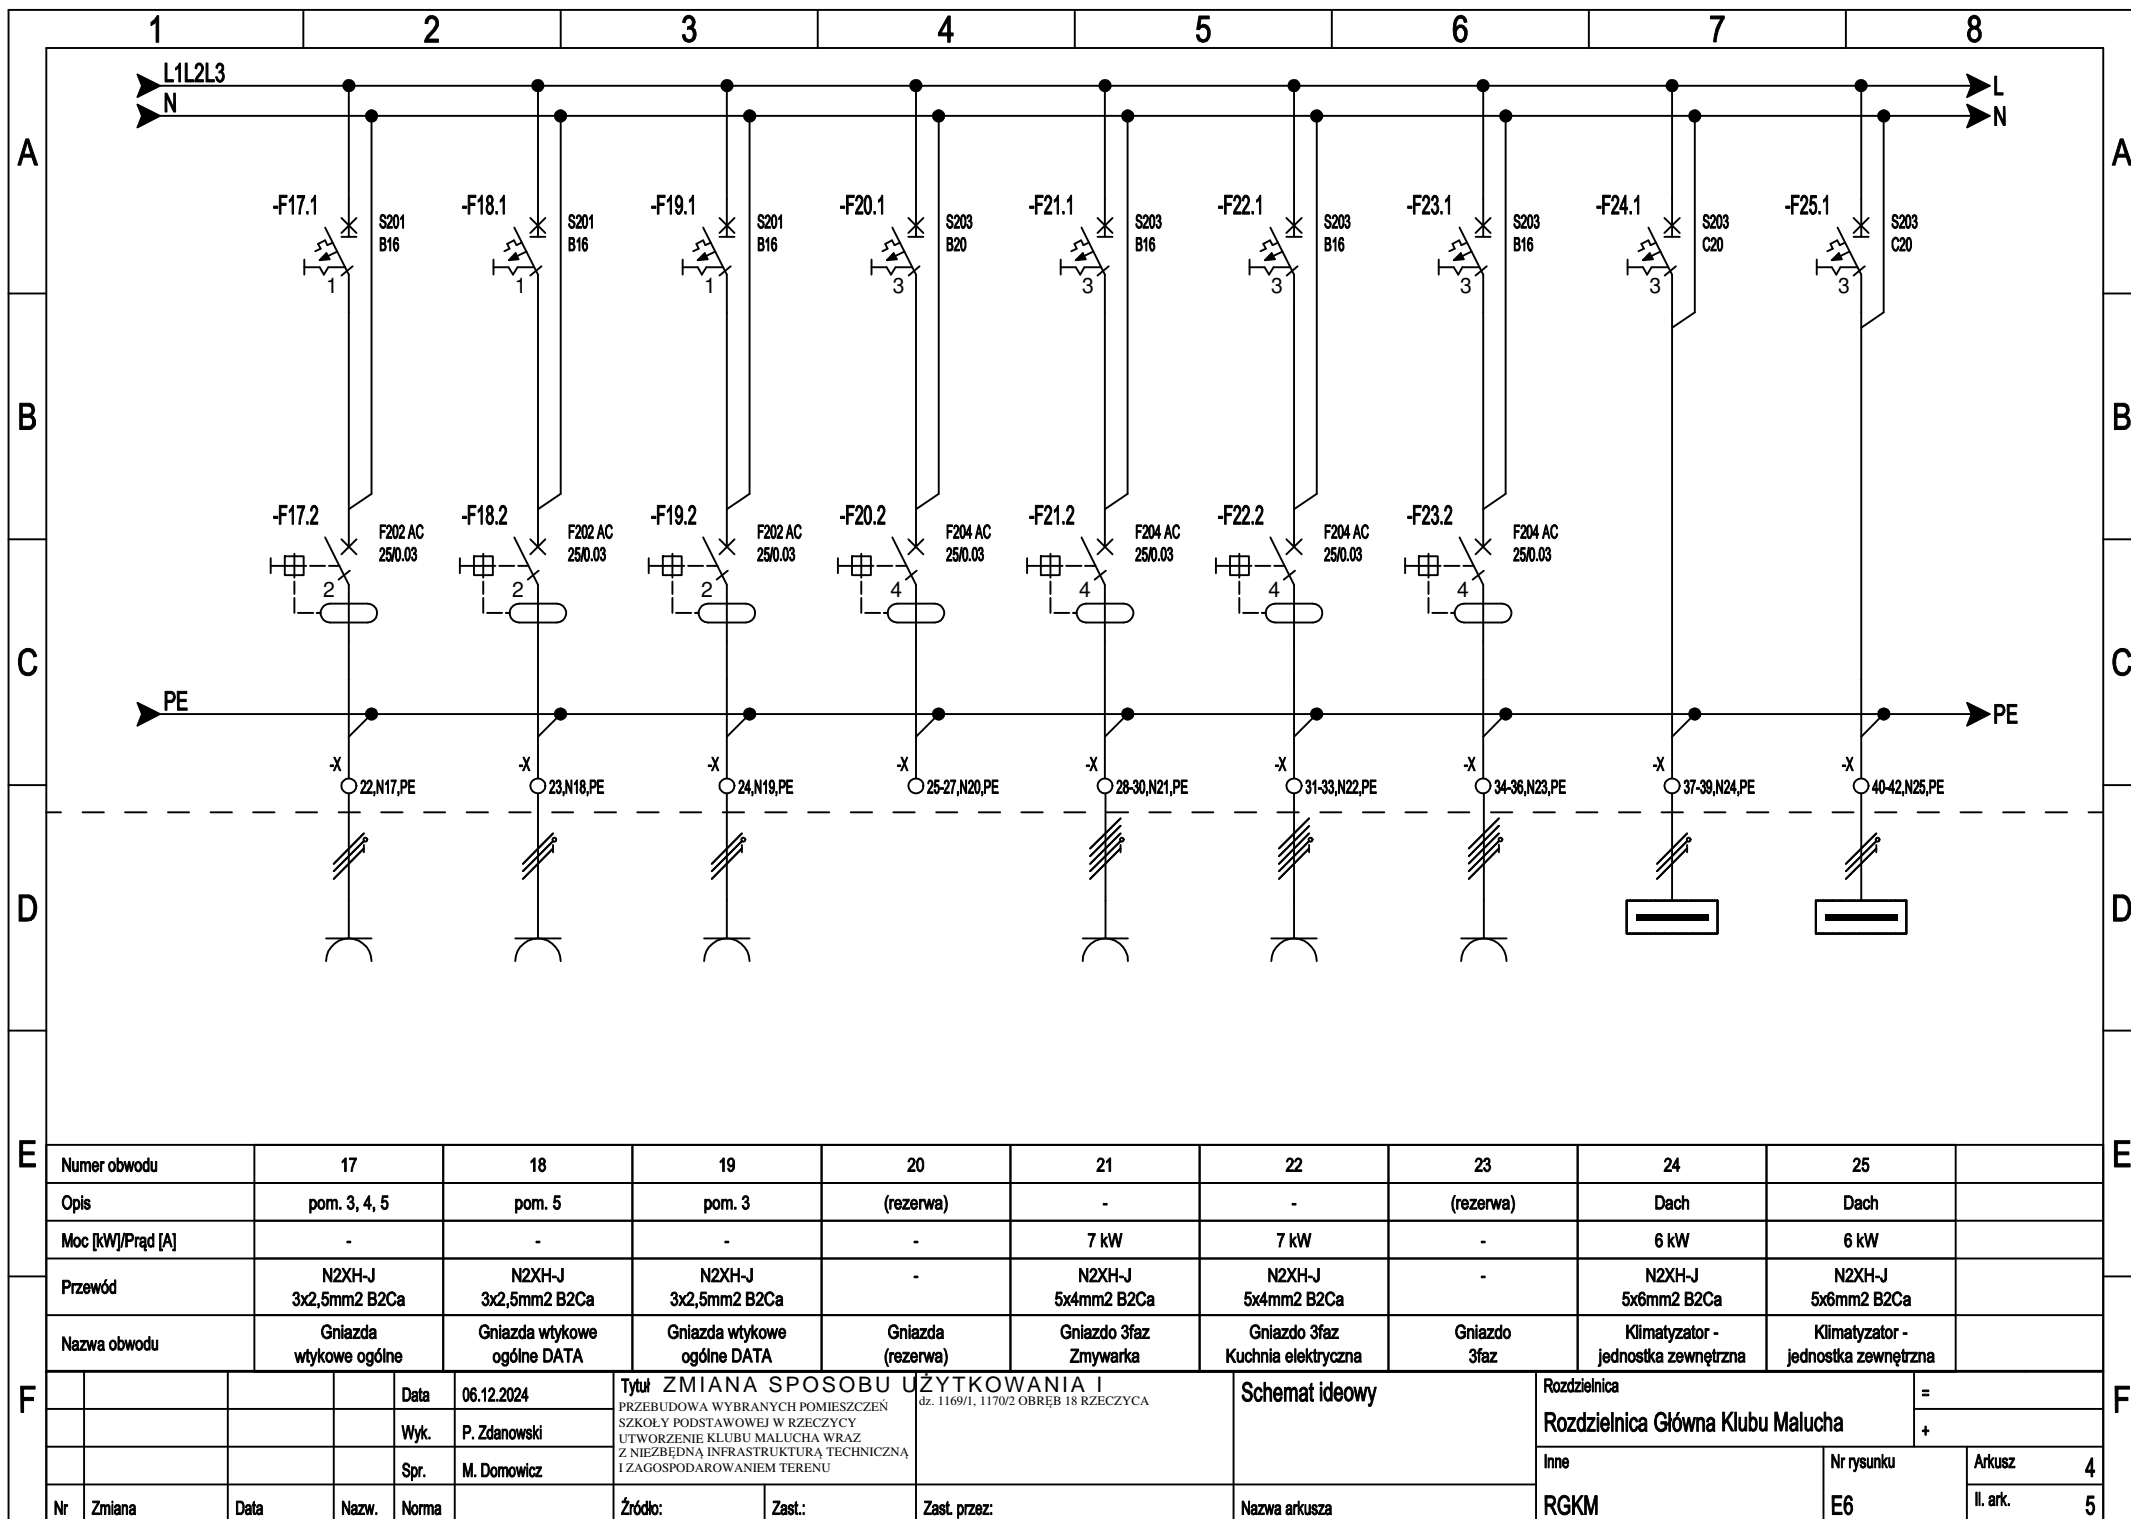 1 2 3 4 5 6 7 8
L1L2L3 L
N N
A A
-F17.1 -F18.1 -F19.1 -F20.1 -F21.1 -F22.1 -F23.1 -F24.1 -F25.1
S201 S201 S201 S203 S203 S203 S203 S203 S203
B16 B16 B16 B20 B16 B16 B16 C20 C20
1 1 1 3 3 3 3 3 3
B B
-F17.2 -F18.2 -F19.2 -F20.2 -F21.2 -F22.2 -F23.2
F202 AC F202 AC F202 AC F204 AC F204 AC F204 AC F204 AC
25/0.03 25/0.03 25/0.03 25/0.03 25/0.03 25/0.03 25/0.03
2 2 2 4 4 4 4
C C
PE PE
-X -X -X -X -X -X -X -X -X
22,N17,PE 23,N18,PE 24,N19,PE 25-27,N20,PE 28-30,N21,PE 31-33,N22,PE 34-36,N23,PE 37-39,N24,PE 40-42,N25,PE
D D
E E
Numer obwodu 17 18 19 20 21 22 23 24 25
Opis pom. 3, 4, 5 pom. 5 pom. 3 (rezerwa) - - (rezerwa) Dach Dach
Moc [kW]/Prąd [A] - - - - 7 kW 7 kW - 6 kW 6 kW
Przewód N2XH-J N2XH-J N2XH-J - N2XH-J N2XH-J - N2XH-J N2XH-J
3x2,5mm2 B2Ca 3x2,5mm2 B2Ca 3x2,5mm2 B2Ca 5x4mm2 B2Ca 5x4mm2 B2Ca 5x6mm2 B2Ca 5x6mm2 B2Ca
Nazwa obwodu Gniazda Gniazda wtykowe Gniazda wtykowe Gniazda Gniazdo 3faz Gniazdo 3faz Gniazdo Klimatyzator - Klimatyzator -
wtykowe ogólne ogólne DATA ogólne DATA (rezerwa) Zmywarka Kuchnia elektryczna 3faz jednostka zewnętrzna jednostka zewnętrzna
F F
Data 06.12.2024
Wyk. P. Zdanowski
Spr. M. Domowicz
Nr Zmiana Data Nazw. Norma
Tytuł ZMIANA SPOSOBU UŻYTKOWANIA I
PRZEBUDOWA WYBRANYCH POMIESZCZEŃ dz. 1169/1, 1170/2 OBRĘB 18 RZECZYCA
SZKOŁY PODSTAWOWEJ W RZECZYCY
UTWORZENIE KLUBU MALUCHA WRAZ
Z NIEZBĘDNĄ INFRASTRUKTURĄ TECHNICZNĄ
I ZAGOSPODAROWANIEM TERENU
Źródło: Zast.: Zast. przez:
Schemat ideowy
Nazwa arkusza
Rozdzielnica =
Rozdzielnica Główna Klubu Malucha +
Inne Nr rysunku Arkusz 4
RGKM E6 Il. ark. 5